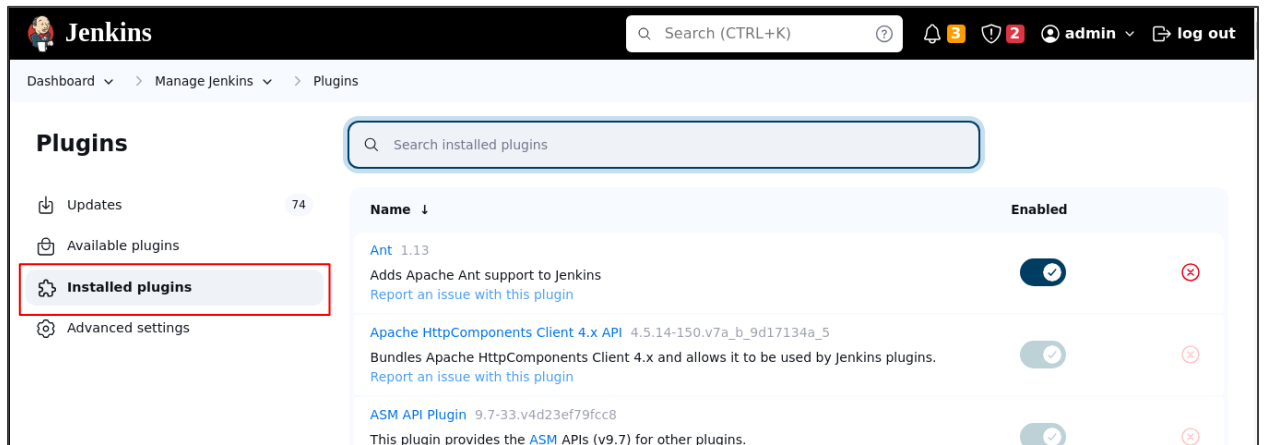 Jenkins
Search (CTRL+K)
3
2
admin
log out
Dashboard
Manage Jenkins
Plugins
Plugins
Search installed plugins
Updates 74
Available plugins
Installed plugins
Advanced settings
Name ↓ Enabled
Ant 1.13
Adds Apache Ant support to Jenkins
Report an issue with this plugin
Apache HttpComponents Client 4.x API 4.5.14-150.v7a_b_9d17134a_5
Bundles Apache HttpComponents Client 4.x and allows it to be used by Jenkins plugins.
Report an issue with this plugin
ASM API Plugin 9.7-33.v4d23ef79fcc8
This plugin provides the ASM APIs (v9.7) for other plugins.